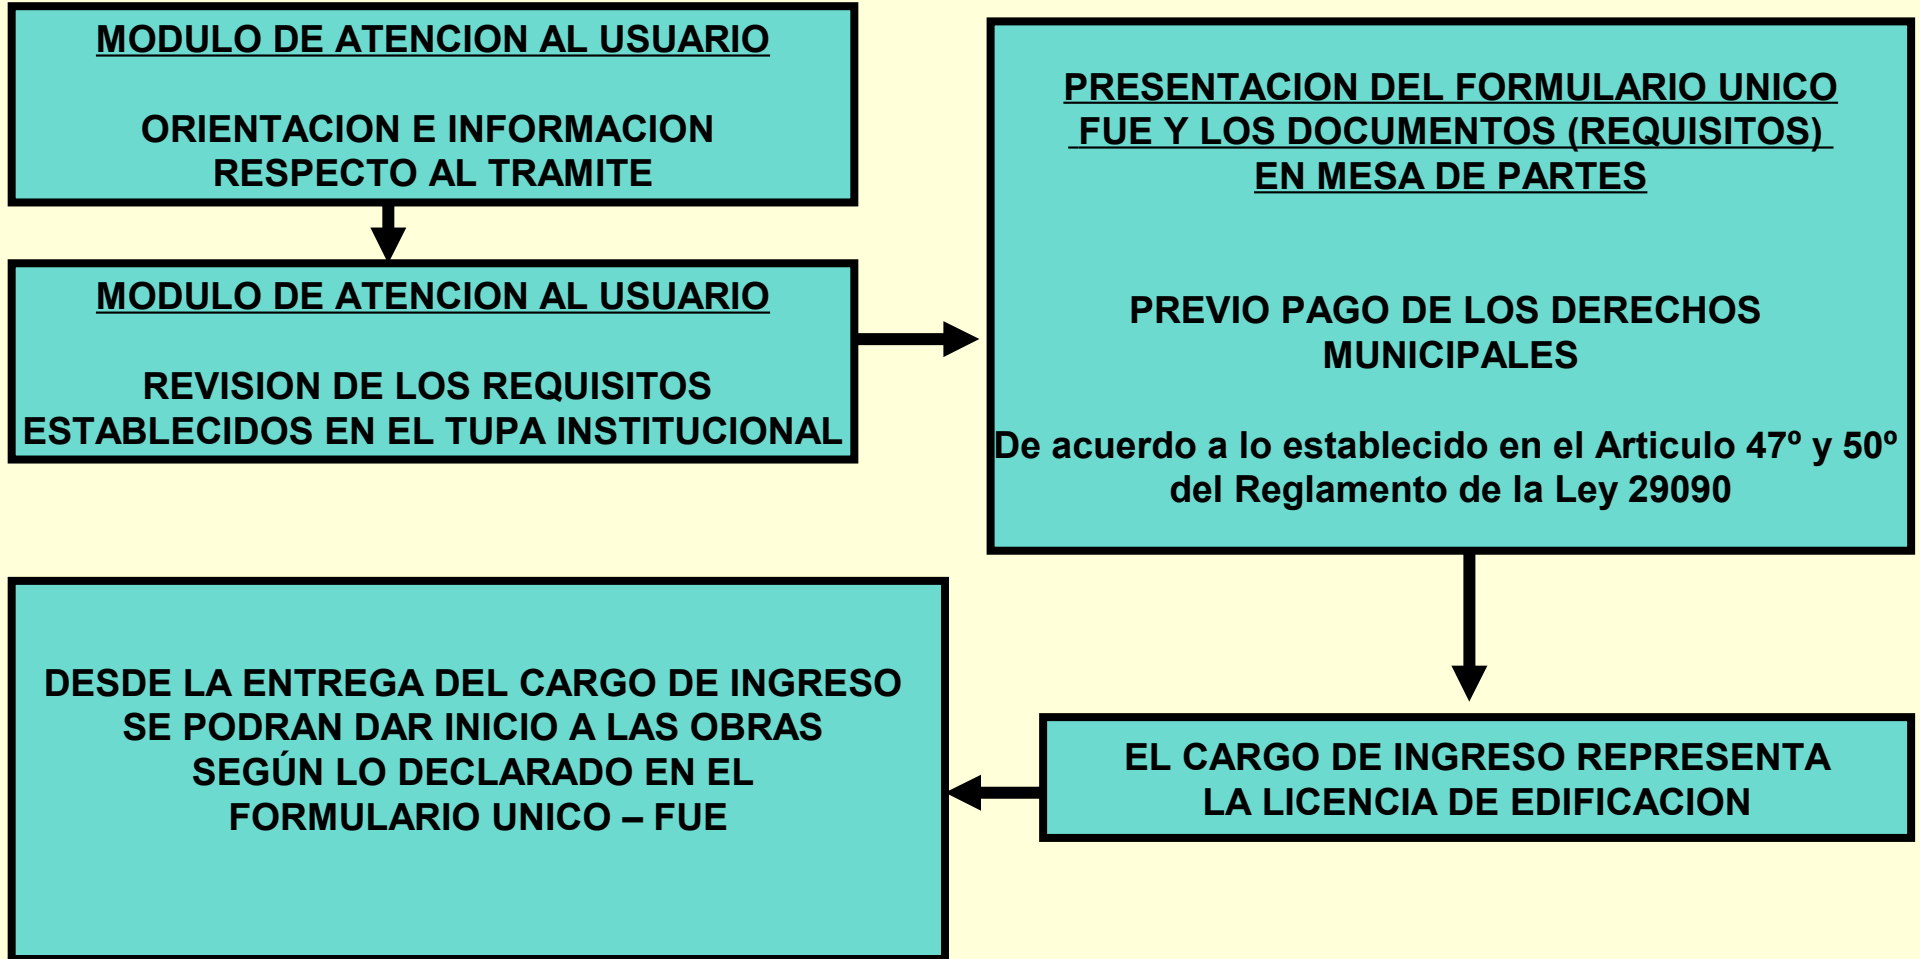 MODULO DE ATENCION AL USUARIO
ORIENTACION E INFORMACION
RESPECTO AL TRAMITE
MODULO DE ATENCION AL USUARIO
REVISION DE LOS REQUISITOS
ESTABLECIDOS EN EL TUPA INSTITUCIONAL
PRESENTACION DEL FORMULARIO UNICO
FUE Y LOS DOCUMENTOS (REQUISITOS)
EN MESA DE PARTES
PREVIO PAGO DE LOS DERECHOS
MUNICIPALES
De acuerdo a lo establecido en el Articulo 47º y 50º
del Reglamento de la Ley 29090
EL CARGO DE INGRESO REPRESENTA
LA LICENCIA DE EDIFICACION
DESDE LA ENTREGA DEL CARGO DE INGRESO
SE PODRAN DAR INICIO A LAS OBRAS
SEGÚN LO DECLARADO EN EL
FORMULARIO UNICO – FUE